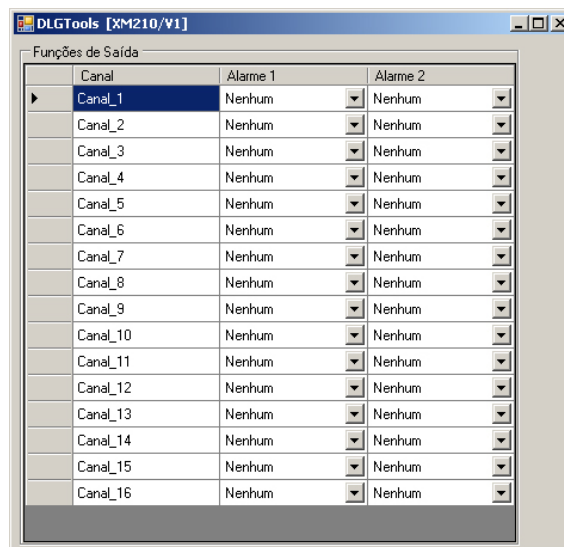 DLGTools [XM210/V1]
Funções de Saída
Canal Alarme 1 Alarme 2
Canal_1 Nenhum Nenhum
Canal_2 Nenhum Nenhum
Canal_3 Nenhum Nenhum
Canal_4 Nenhum Nenhum
Canal_5 Nenhum Nenhum
Canal_6 Nenhum Nenhum
Canal_7 Nenhum Nenhum
Canal_8 Nenhum Nenhum
Canal_9 Nenhum Nenhum
Canal_10 Nenhum Nenhum
Canal_11 Nenhum Nenhum
Canal_12 Nenhum Nenhum
Canal_13 Nenhum Nenhum
Canal_14 Nenhum Nenhum
Canal_15 Nenhum Nenhum
Canal_16 Nenhum Nenhum